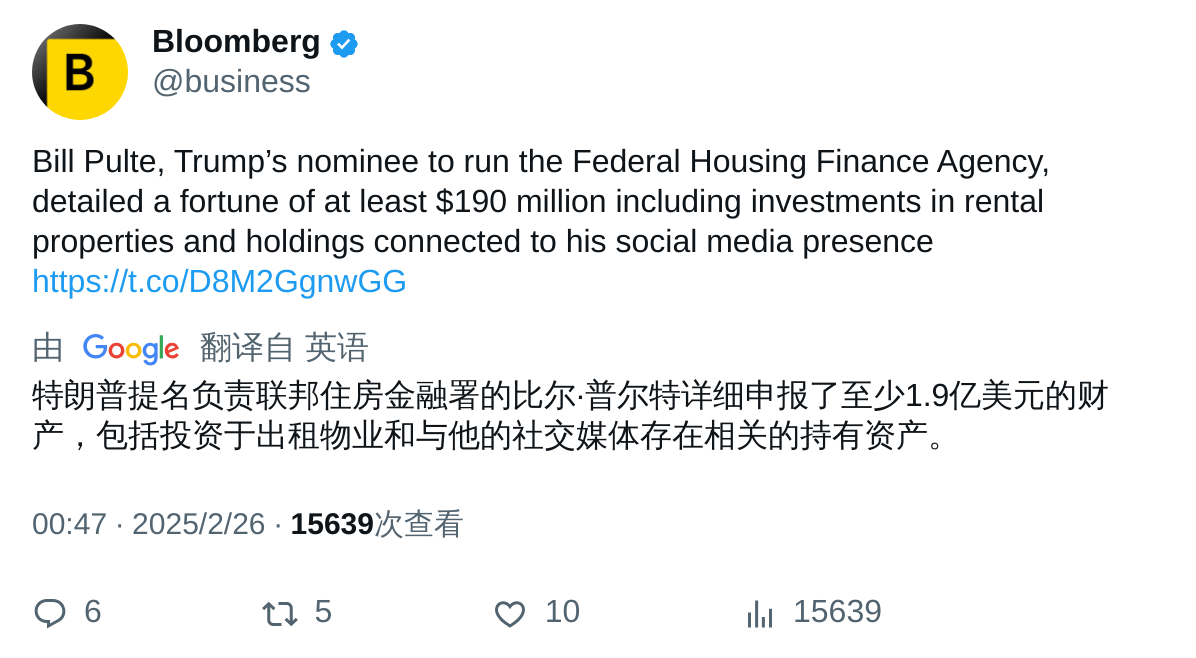 B
Bloomberg
@business
Bill Pulte, Trump’s nominee to run the Federal Housing Finance Agency,
detailed a fortune of at least $190 million including investments in rental
properties and holdings connected to his social media presence
https://t.co/D8M2GgnwGG
由 Google 翻译自 英语
特朗普提名负责联邦住房金融署的比尔·普尔特详细申报了至少1.9亿美元的财
产，包括投资于出租物业和与他的社交媒体存在相关的持有资产。
00:47 · 2025/2/26 · 15639次查看
6 5 10 15639